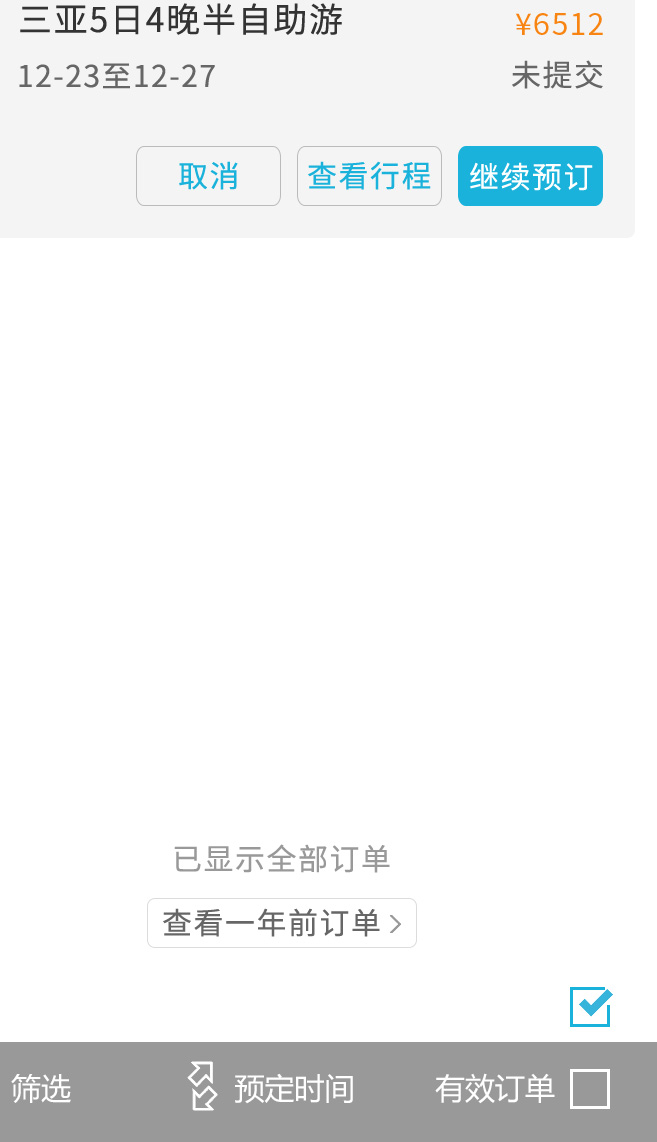 三亚5日4晚半自助游 ¥6512
12-23至12-27 未提交
取消 查看行程 继续预订
已显示全部订单
查看一年前订单
筛选 预定时间 有效订单